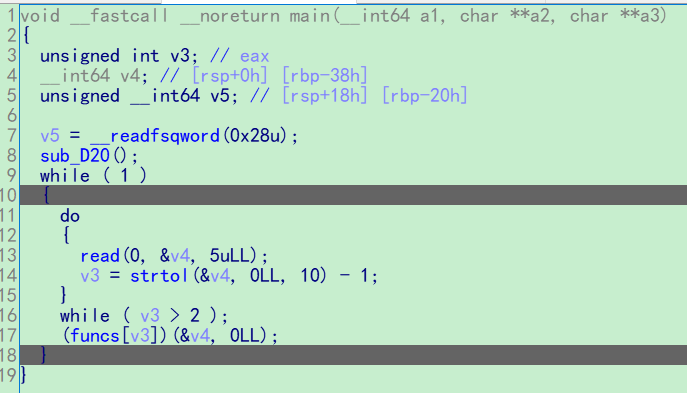 1 void __fastcall __noreturn main(__int64 a1, char **a2, char **a3)
2 {
3   unsigned int v3; // eax
4   __int64 v4; // [rsp+0h] [rbp-38h]
5   unsigned __int64 v5; // [rsp+18h] [rbp-20h]
6
7   v5 = __readfsqword(0x28u);
8   sub_D20();
9   while ( 1 )
10   {
11     do
12     {
13       read(0, &v4, 5uLL);
14       v3 = strtol(&v4, 0LL, 10) - 1;
15     }
16     while ( v3 > 2 );
17     (funcs[v3])(&v4, 0LL);
18   }
19 }